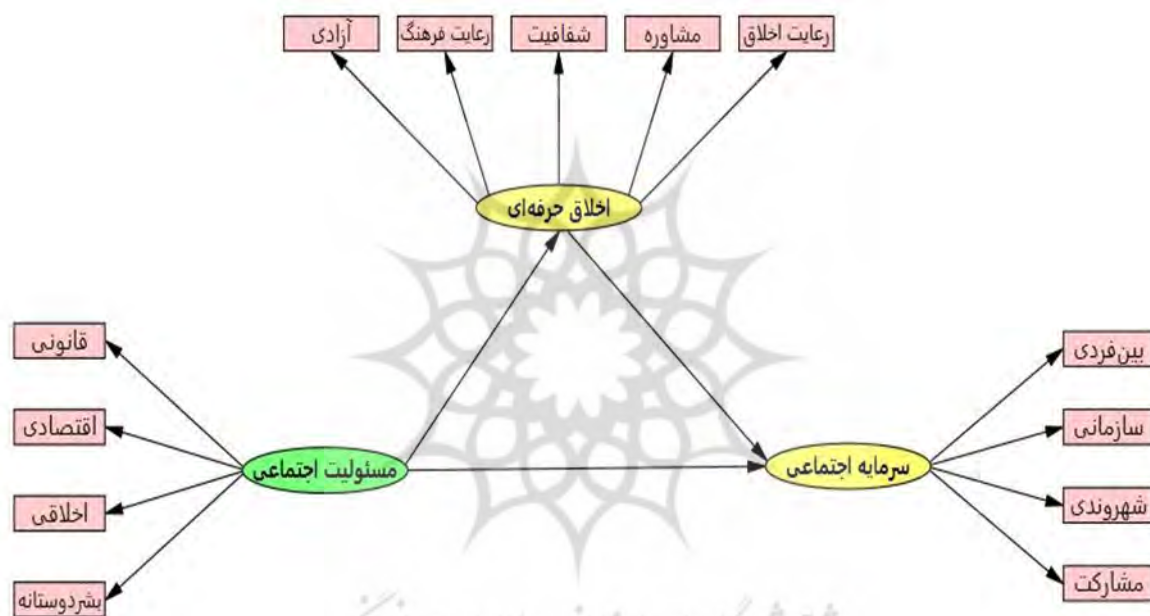 رعایت اخلاق
مشاوره
شفافیت
رعایت فرهنگ
آزادی
اخلاق حرفه‌ای
بین‌فردی
سازمانی
شهروندی
مشارکت
سرمایه اجتماعی
مسئولیت اجتماعی
قانونی
اقتصادی
اخلاقی
بشردوستانه